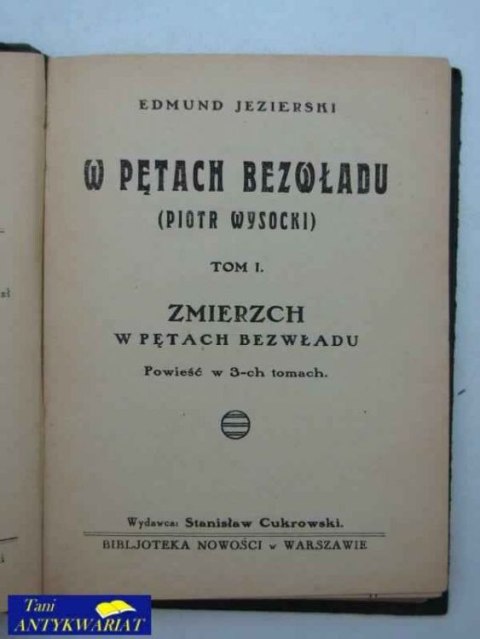 EDMUND JEZIERSKI
W PĘTACH BEZWŁADU
(PIOTR WYSOCKI)
TOM I.
ZMIERZCH
W PĘTACH BEZWŁADU
Powieść w 3-ch tomach.
Wydawca: Stanisław Cukrowski.
BIBLJOTEKA NOWOŚCI w WARSZAWIE
Tani
ANTYKWARIAT